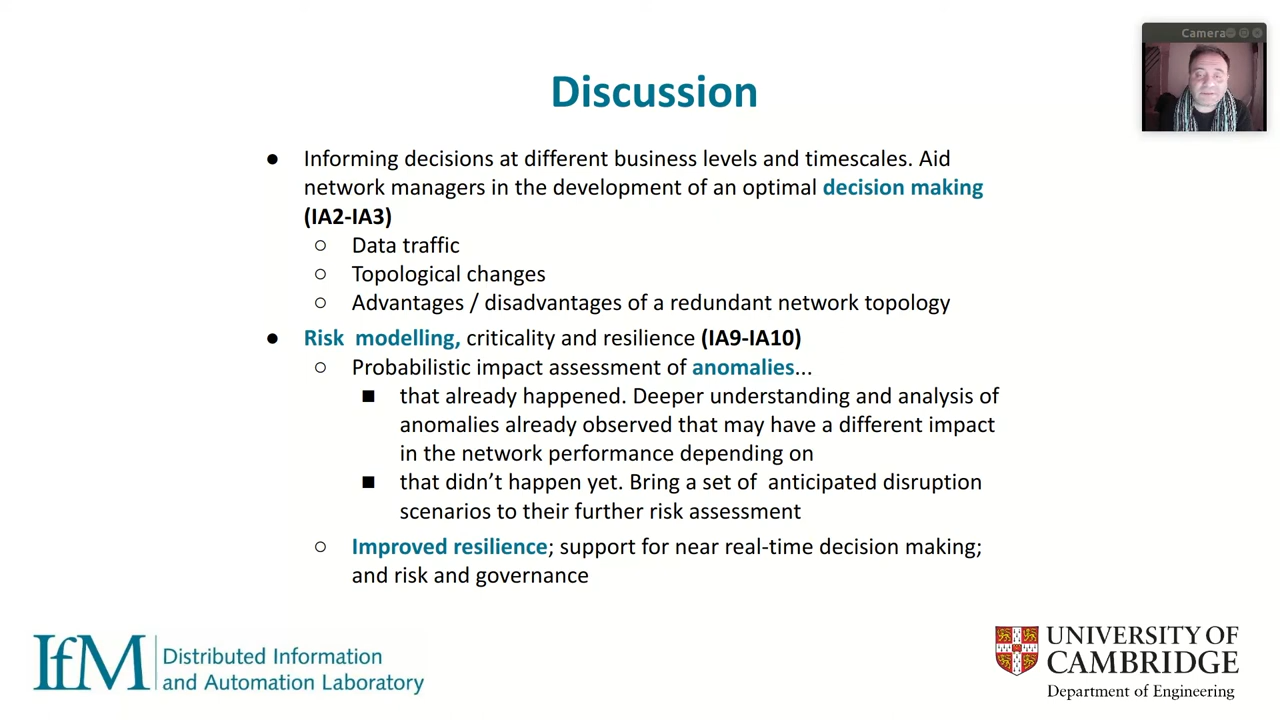 Camera
Discussion
● Informing decisions at different business levels and timescales. Aid
network managers in the development of an optimal decision making
(IA2-IA3)
○ Data traffic
○ Topological changes
○ Advantages / disadvantages of a redundant network topology
● Risk  modelling, criticality and resilience (IA9-IA10)
○ Probabilistic impact assessment of anomalies...
■ that already happened. Deeper understanding and analysis of
anomalies already observed that may have a different impact
in the network performance depending on
■ that didn’t happen yet. Bring a set of  anticipated disruption
scenarios to their further risk assessment
○ Improved resilience; support for near real-time decision making;
and risk and governance
IfM
Distributed Information
and Automation Laboratory
UNIVERSITY OF
CAMBRIDGE
Department of Engineering